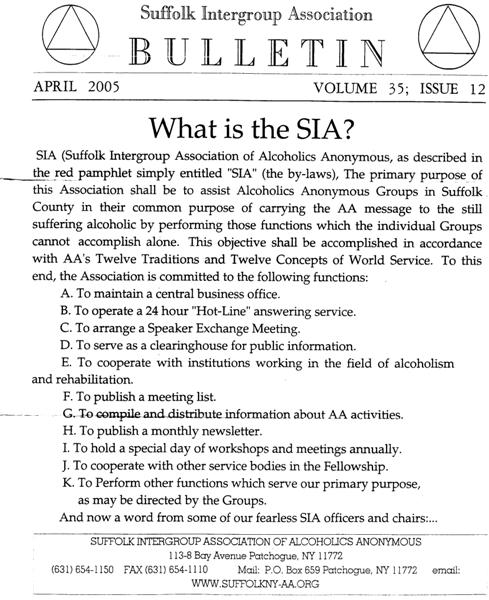 Suffolk Intergroup Association
BULLETIN
APRIL 2005 VOLUME 35; ISSUE 12
What is the SIA?
SIA (Suffolk Intergroup Association of Alcoholics Anonymous, as described in
the red pamphlet simply entitled "SIA" (the by-laws), The primary purpose of
this Association shall be to assist Alcoholics Anonymous Groups in Suffolk
County in their common purpose of carrying the AA message to the still
suffering alcoholic by performing those functions which the individual Groups
cannot accomplish alone. This objective shall be accomplished in accordance
with AA's Twelve Traditions and Twelve Concepts of World Service. To this
end, the Association is committed to the following functions:
A. To maintain a central business office.
B. To operate a 24 hour "Hot-Line" answering service.
C. To arrange a Speaker Exchange Meeting.
D. To serve as a clearinghouse for public information.
E. To cooperate with institutions working in the field of alcoholism
and rehabilitation.
F. To publish a meeting list.
G. To compile and distribute information about AA activities.
H. To publish a monthly newsletter.
I. To hold a special day of workshops and meetings annually.
J. To cooperate with other service bodies in the Fellowship.
K. To Perform other functions which serve our primary purpose,
as may be directed by the Groups.
And now a word from some of our fearless SIA officers and chairs:...
SUFFOLK INTERGROUP ASSOCIATION OF ALCOHOLICS ANONYMOUS
113-8 Bay Avenue Patchogue, NY 11772
(631) 654-1150 FAX (631) 654-1110 Mail: P.O. Box 659 Patchogue, NY 11772 email:
WWW.SUFFOLKNY-AA.ORG